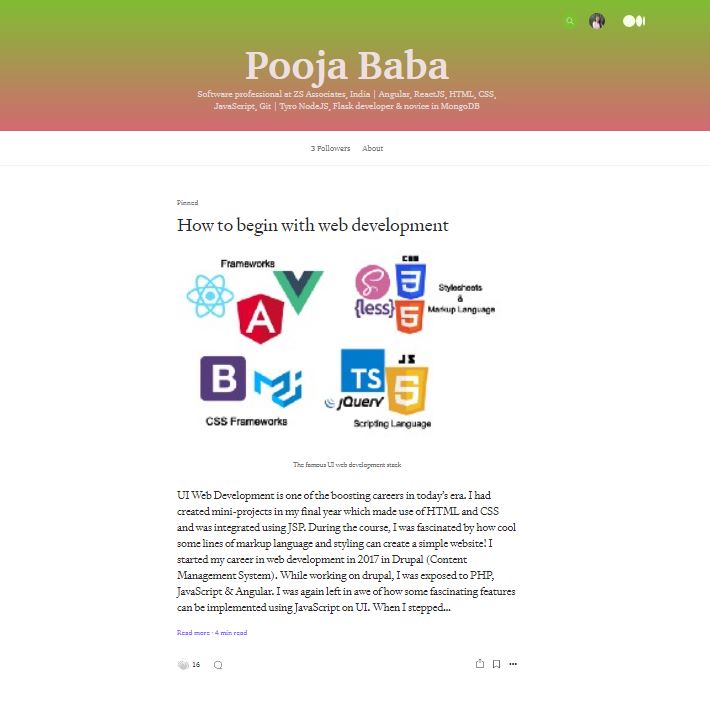 Pooja Baba
Software professional at ZS Associates, India | Angular, ReactJS, HTML, CSS,
JavaScript, Git | Tyro NodeJS, Flask developer & novice in MongoDB
3 Followers About
Pinned
How to begin with web development
Frameworks
A
CSS
3
{less}
5
Stylesheets
&
Markup Language
B
CSS Frameworks
TS
JS
5
jQuery
Scripting Language
The famous UI web development stack
UI Web Development is one of the boosting careers in today's era. I had
created mini-projects in my final year which made use of HTML and CSS
and was integrated using JSP. During the course, I was fascinated by how cool
some lines of markup language and styling can create a simple website! I
started my career in web development in 2017 in Drupal (Content
Management System). While working on drupal, I was exposed to PHP,
JavaScript & Angular. I was again left in awe of how some fascinating features
can be implemented using JavaScript on UI. When I stepped...
Read more · 4 min read
16